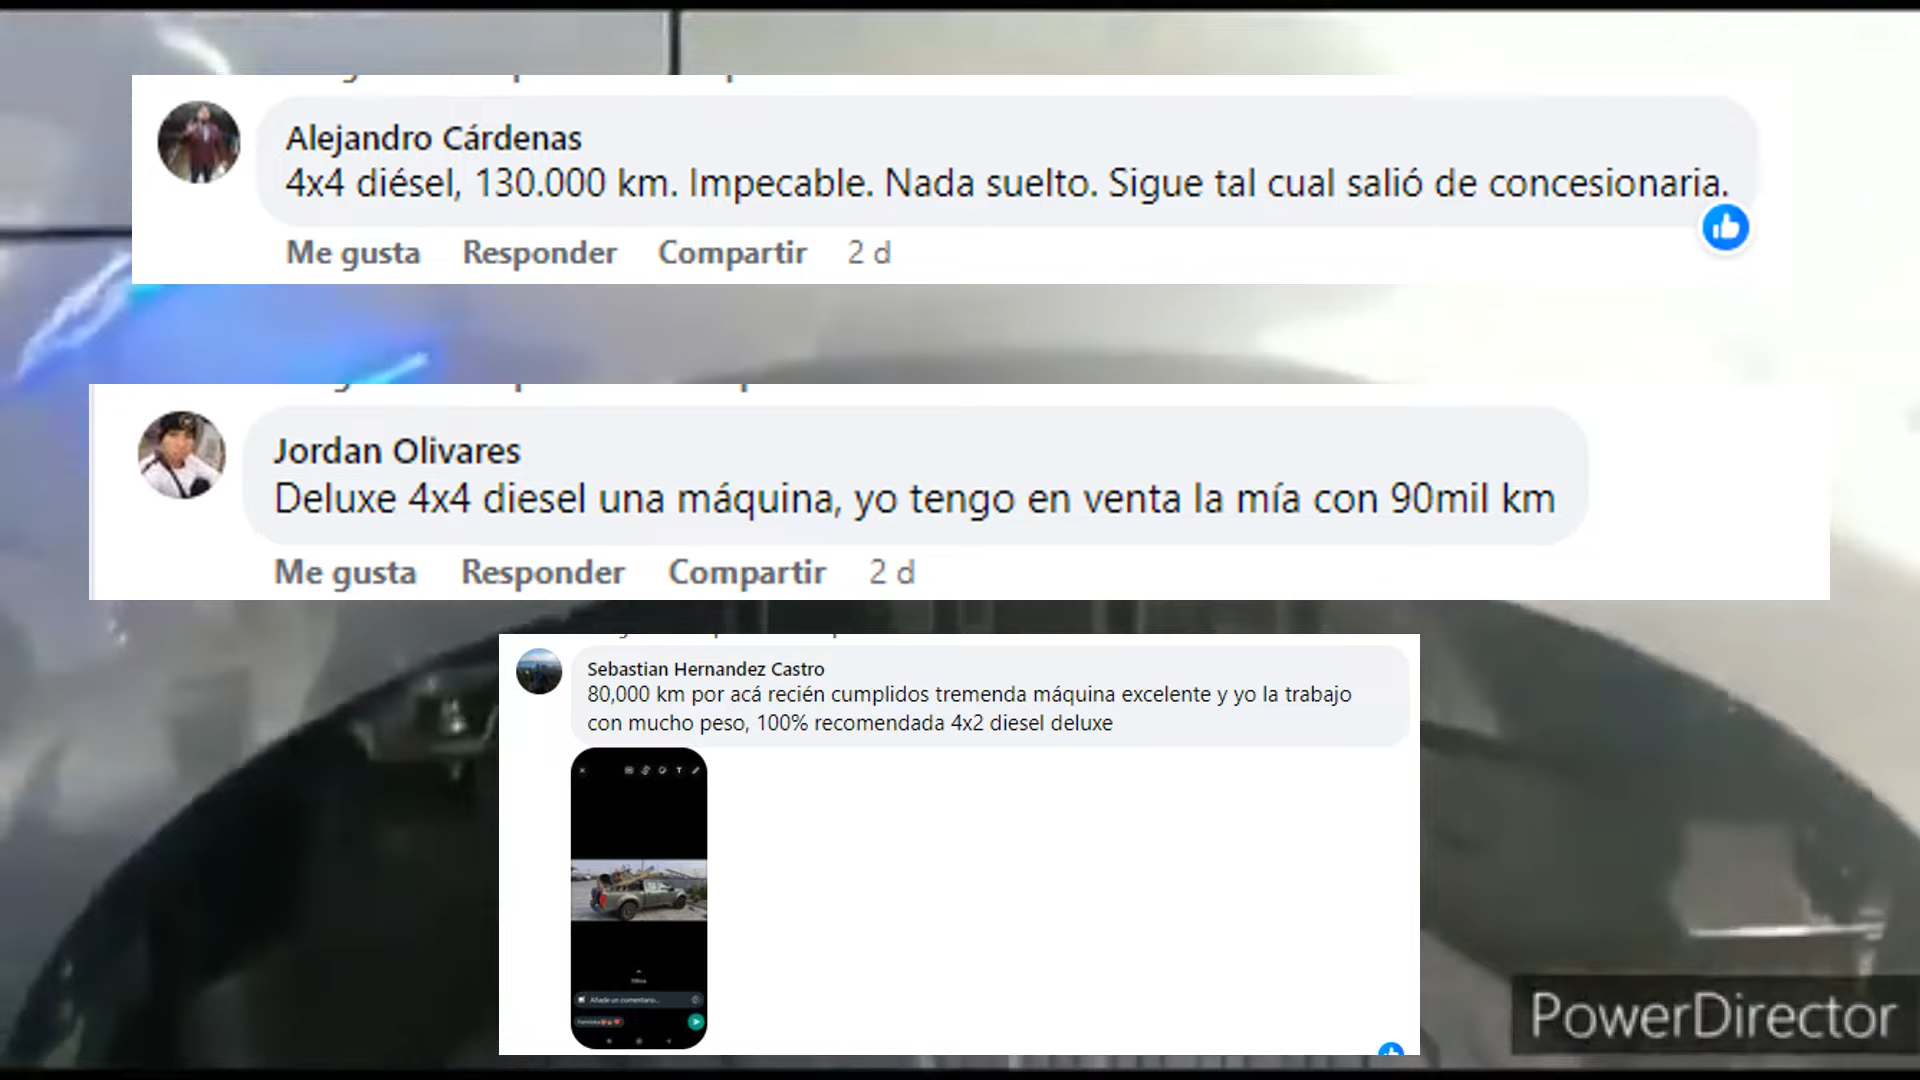 Alejandro Cárdenas
4x4 diésel, 130.000 km. Impecable. Nada suelto. Sigue tal cual salió de concesionaria.
Me gusta Responder Compartir 2 d
Jordan Olivares
Deluxe 4x4 diesel una máquina, yo tengo en venta la mía con 90mil km
Me gusta Responder Compartir 2 d
Sebastian Hernandez Castro
80,000 km por acá recién cumplidos tremenda máquina excelente y yo la trabajo
con mucho peso, 100% recomendada 4x2 diesel deluxe
Añade un comentario...
PowerDirector